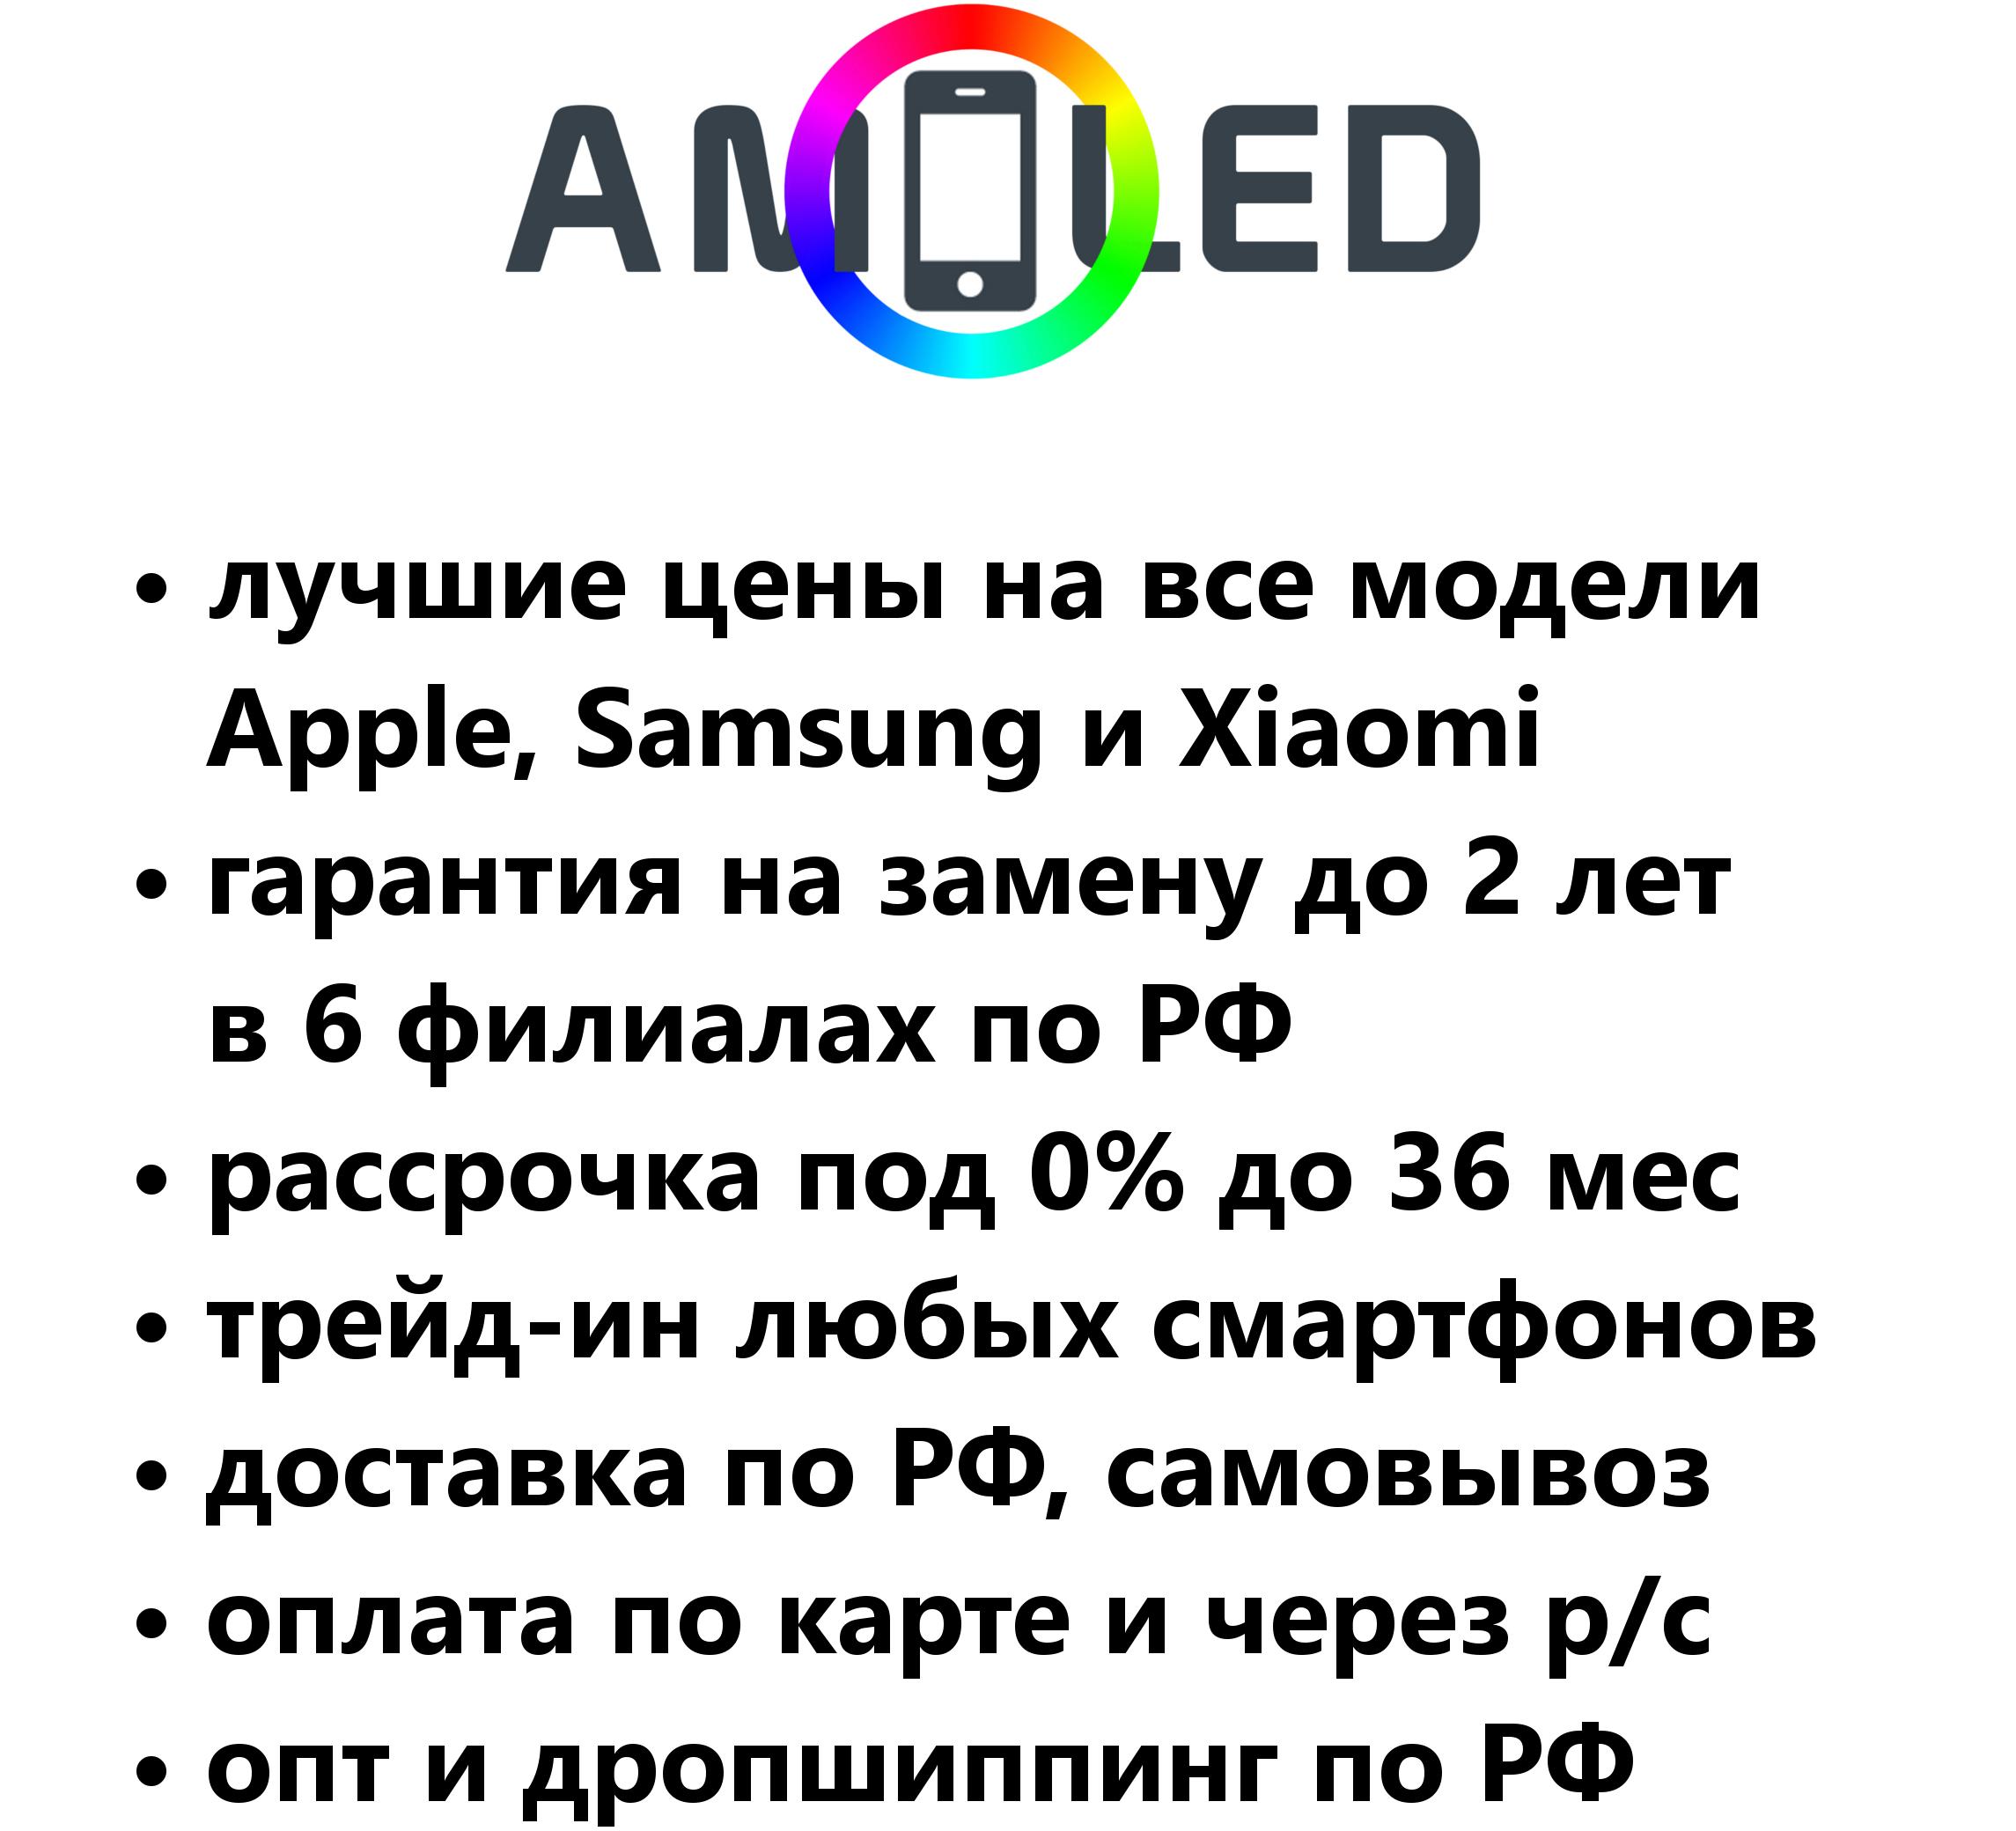 AMOLED
• лучшие цены на все модели
Apple, Samsung и Xiaomi
• гарантия на замену до 2 лет
в 6 филиалах по РФ
• рассрочка под 0% до 36 мес
• трейд-ин любых смартфонов
• доставка по РФ, самовывоз
• оплата по карте и через р/с
• опт и дропшиппинг по РФ